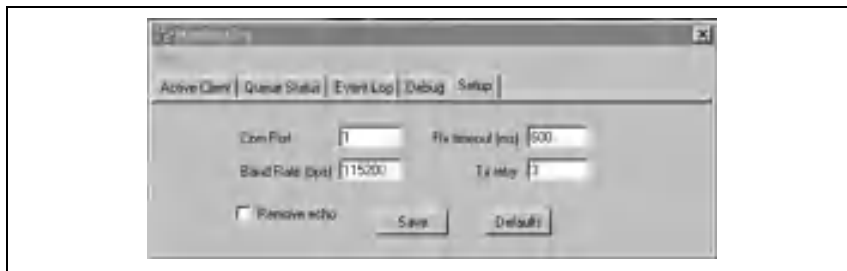 Active Client Queue Status Event Log Debug Setup
Com Port 1 Rx timeout (ms) 500
Baud Rate (bps) 115200 Tx retry 3
Remove echo Save Defaults